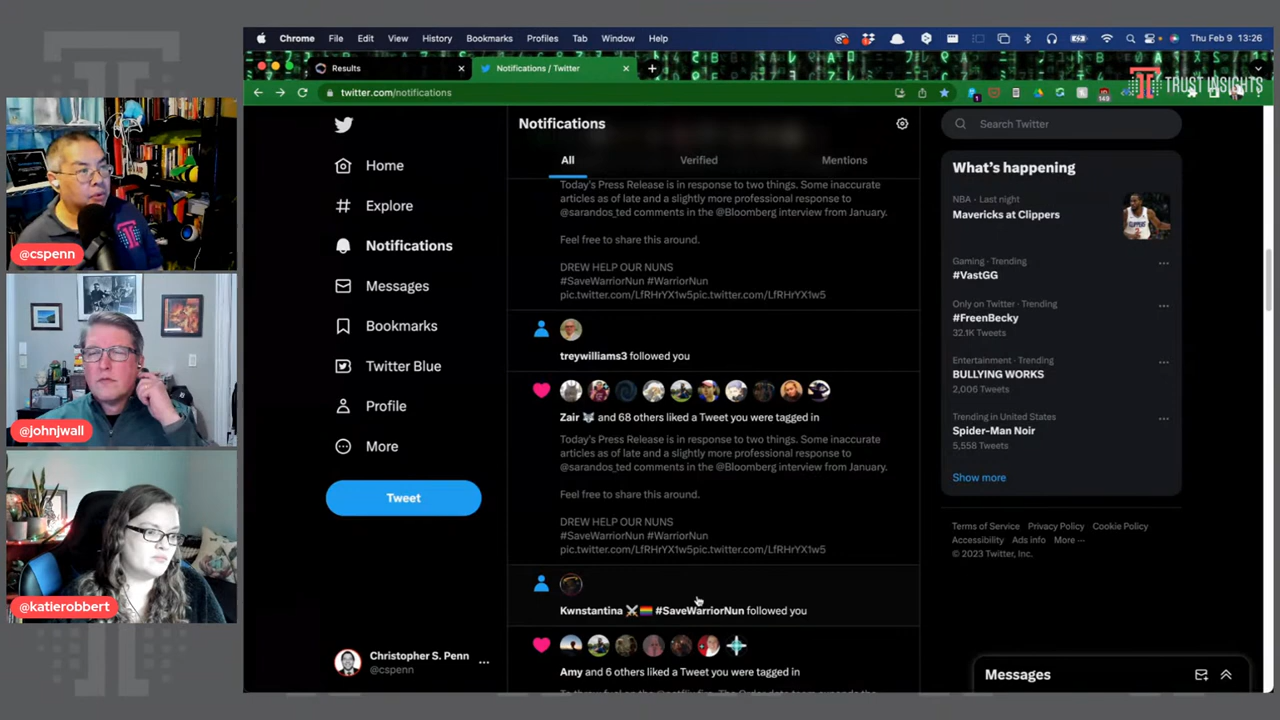 Chrome File Edit View History Bookmarks Profiles Tab Window Help Thu Feb 9 13:26
Results
Notifications / Twitter
twitter.com/notifications
TRUST INSIGHTS
149
@cspenn
@johnjwall
@katierobbert
Home
Explore
Notifications
Messages
Bookmarks
Twitter Blue
Profile
More
Tweet
Christopher S. Penn
@cspenn
Notifications
All Verified Mentions
Today's Press Release is in response to two things. Some inaccurate
articles as of late and a slightly more professional response to
@sarandos_ted comments in the @Bloomberg interview from January.
Feel free to share this around.
DREW HELP OUR NUNS
#SaveWarriorNun #WarriorNun
pic.twitter.com/LfRHrYX1w5pic.twitter.com/LfRHrYX1w5
treywilliams3 followed you
Zair and 68 others liked a Tweet you were tagged in
Today's Press Release is in response to two things. Some inaccurate
articles as of late and a slightly more professional response to
@sarandos_ted comments in the @Bloomberg interview from January.
Feel free to share this around.
DREW HELP OUR NUNS
#SaveWarriorNun #WarriorNun
pic.twitter.com/LfRHrYX1w5pic.twitter.com/LfRHrYX1w5
Kwnstantina ⚔️🏳️‍🌈 #SaveWarriorNun followed you
Amy and 6 others liked a Tweet you were tagged in
Search Twitter
What's happening
NBA · Last night
Mavericks at Clippers
Gaming · Trending
#VastGG
Only on Twitter · Trending
#FreenBecky
32.1K Tweets
Entertainment · Trending
BULLYING WORKS
2,006 Tweets
Trending in United States
Spider-Man Noir
5,558 Tweets
Show more
Terms of Service Privacy Policy Cookie Policy
Accessibility Ads info More ···
© 2023 Twitter, Inc.
Messages